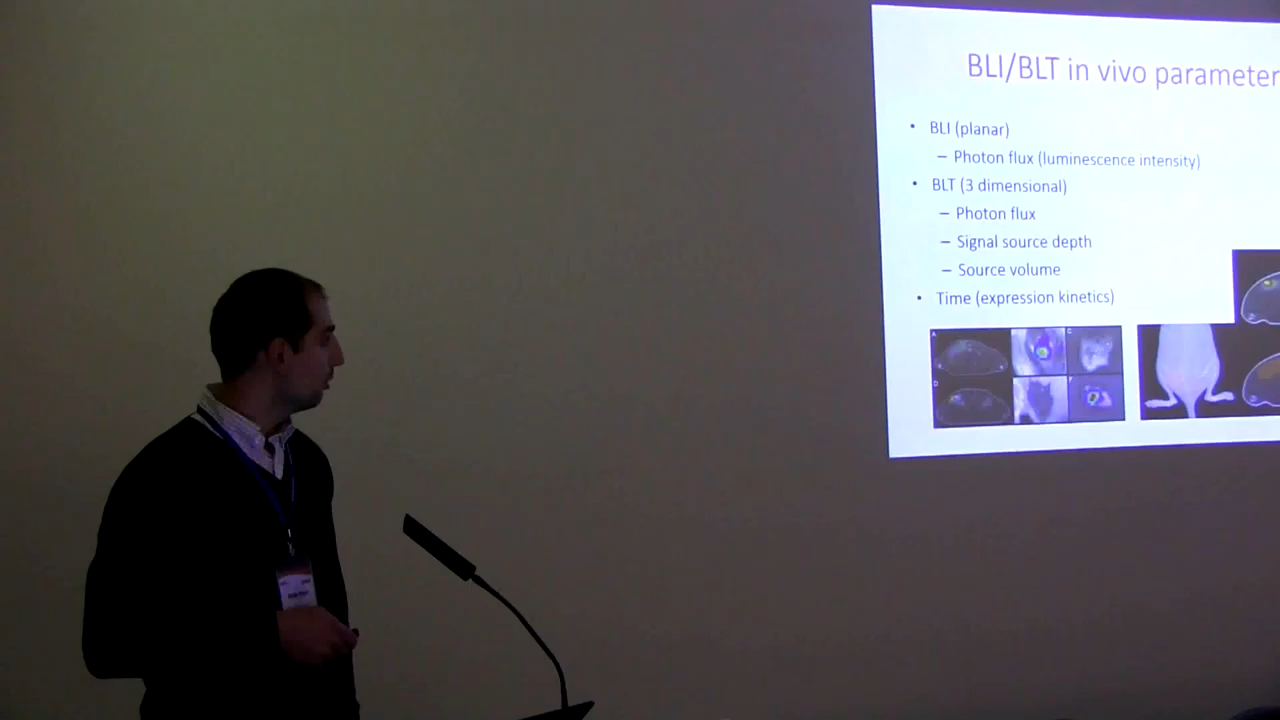 BLI/BLT in vivo parameter
• BLI (planar)
– Photon flux (luminescence intensity)
• BLT (3 dimensional)
– Photon flux
– Signal source depth
– Source volume
• Time (expression kinetics)
A
C
D